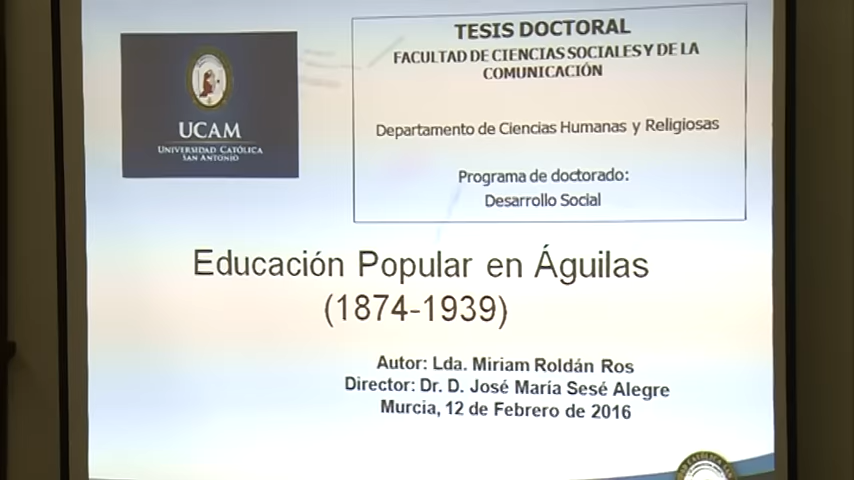 TESIS DOCTORAL
FACULTAD DE CIENCIAS SOCIALES Y DE LA
COMUNICACIÓN
UCAM
UNIVERSIDAD CATÓLICA
SAN ANTONIO
Departamento de Ciencias Humanas y Religiosas
Programa de doctorado:
Desarrollo Social
Educación Popular en Águilas
(1874-1939)
Autor: Lda. Miriam Roldán Ros
Director: Dr. D. José María Sesé Alegre
Murcia, 12 de Febrero de 2016